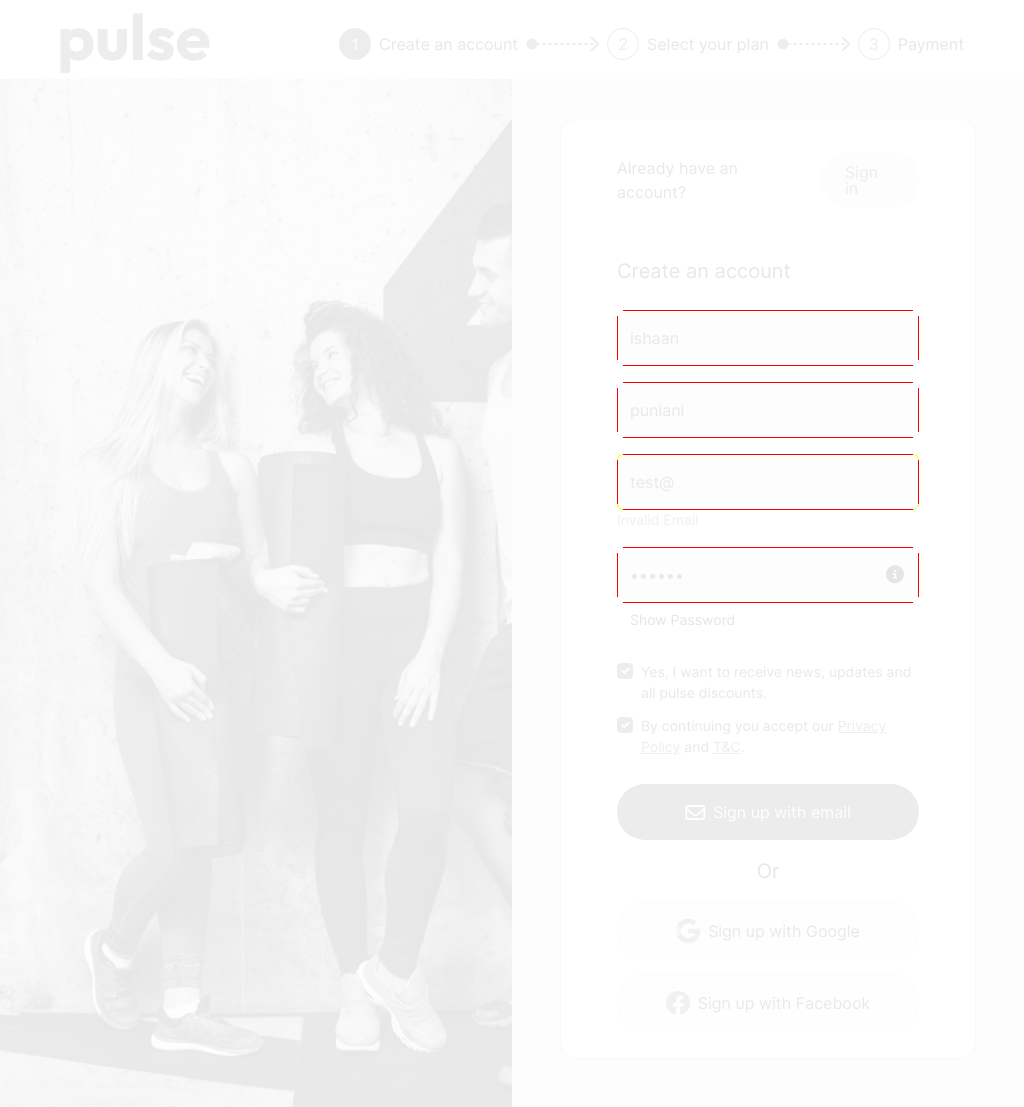 pulse
1 Create an account 2 Select your plan 3 Payment
Already have an
account?
Sign
in
Create an account
ishaan
puniani
test@
Invalid Email
Show Password
Yes, I want to receive news, updates and
all pulse discounts.
By continuing you accept our Privacy
Policy and T&C.
Sign up with email
Or
Sign up with Google
Sign up with Facebook